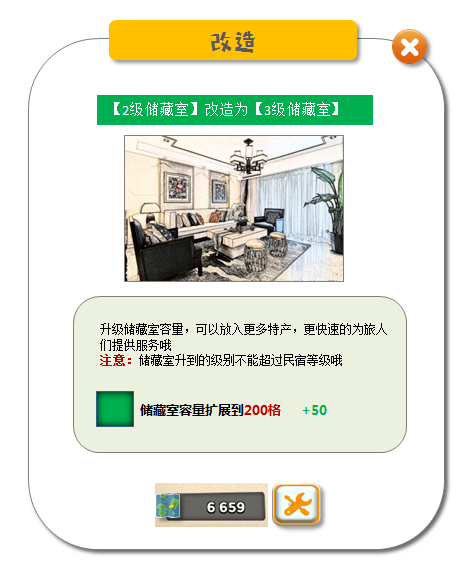 改造
【2级储藏室】改造为【3级储藏室】
升级储藏室容量，可以放入更多特产，更快速的为旅人
们提供服务哦
注意：储藏室升到的级别不能超过民宿等级哦
储藏室容量扩展到200格 +50
6 659